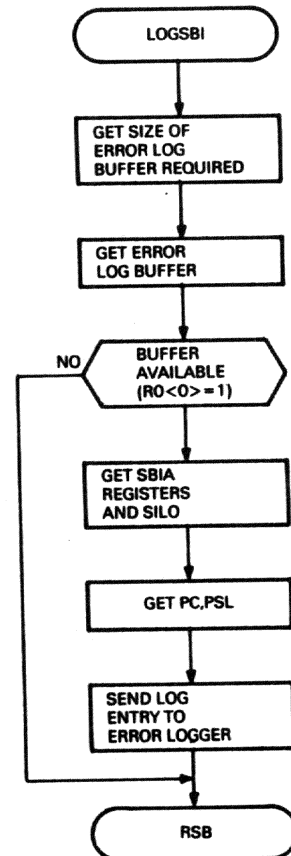 LOGSBI
GET SIZE OF
ERROR LOG
BUFFER REQUIRED
GET ERROR
LOG BUFFER
NO
BUFFER
AVAILABLE
(R0<0>=1)
GET SBIA
REGISTERS
AND SILO
GET PC,PSL
SEND LOG
ENTRY TO
ERROR LOGGER
RSB